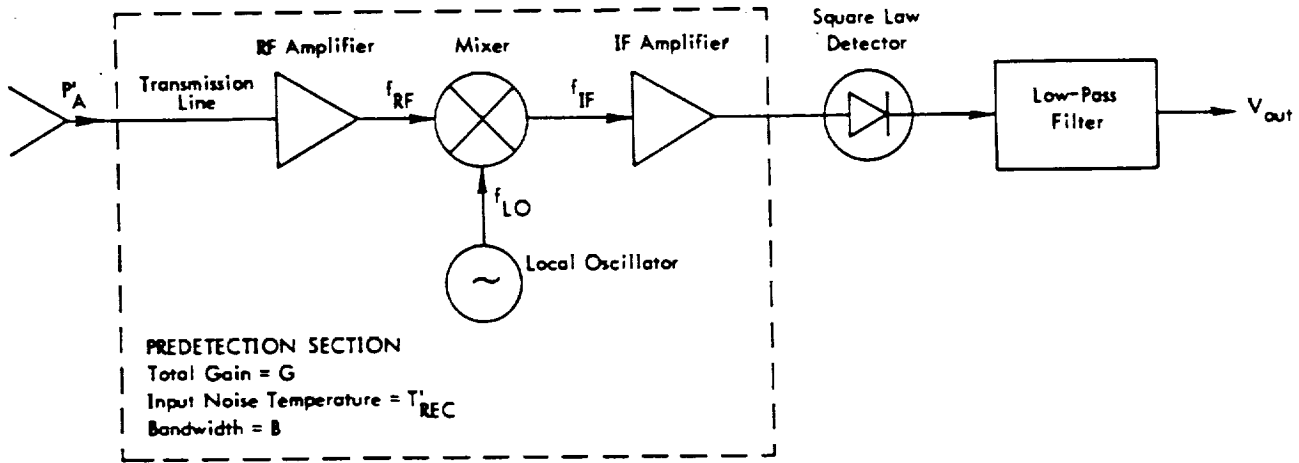 Square Law
Detector
RF Amplifier
Mixer
IF Amplifier
P'A
Transmission
Line
fRF
fIF
Low-Pass
Filter
Vout
fLO
~
Local Oscillator
PREDETECTION SECTION
Total Gain = G
Input Noise Temperature = T'REC
Bandwidth = B